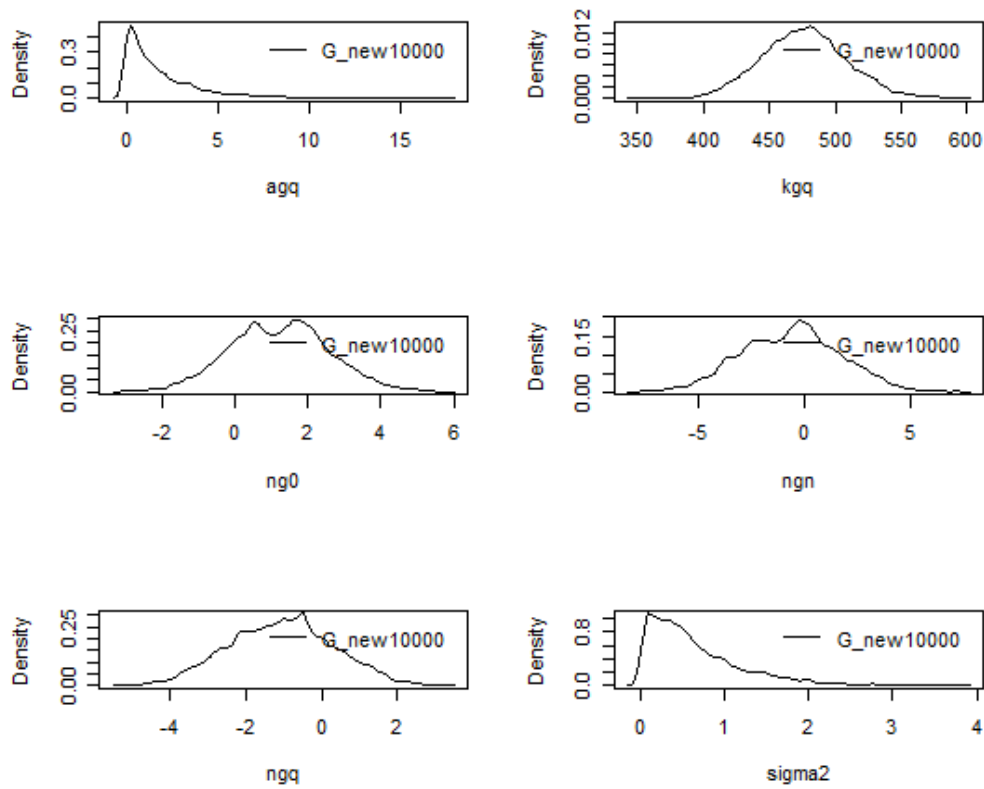 Density
0.0 0.3
G_new10000
0 5 10 15
agq
Density
0.000 0.012
G_new10000
350 400 450 500 550 600
kgq
Density
0.00 0.25
G_new10000
-2 0 2 4 6
ng0
Density
0.00 0.15
G_new10000
-5 0 5
ngn
Density
0.00 0.25
G_new10000
-4 -2 0 2
ngq
Density
0.0 0.8
G_new10000
0 1 2 3 4
sigma2